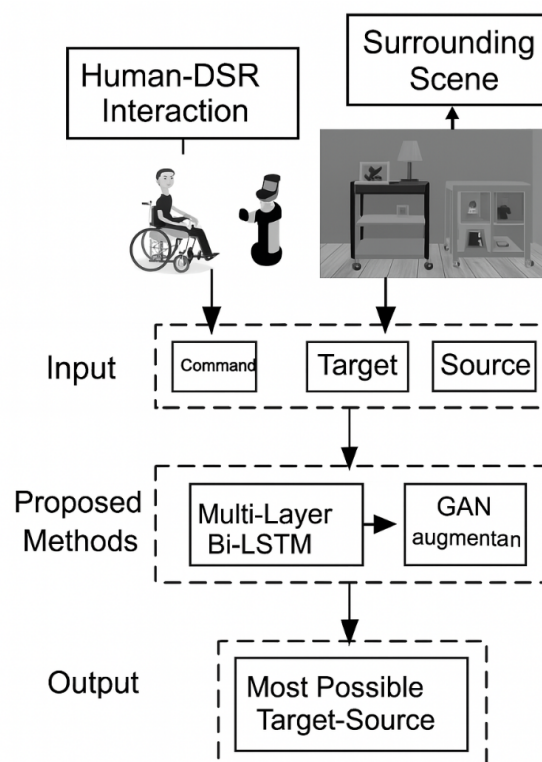 Human-DSR
Interaction
Surrounding
Scene
Input
Command
Target
Source
Proposed
Methods
Multi-Layer
Bi-LSTM
GAN
augmentan
Output
Most Possible
Target-Source